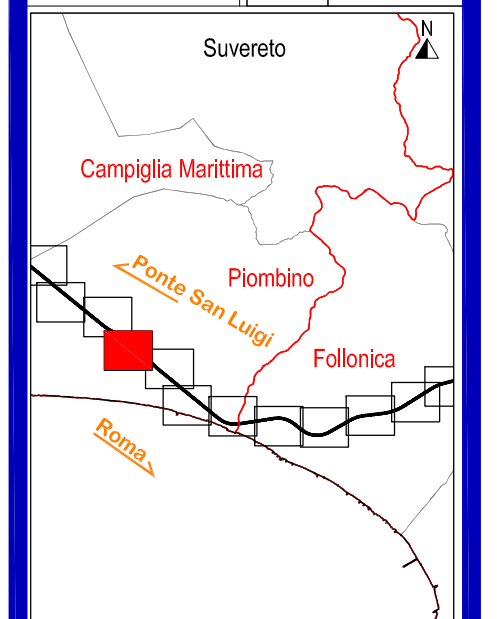 N
Suvereto
Campiglia Marittima
Ponte San Luigi
Piombino
Follonica
Roma